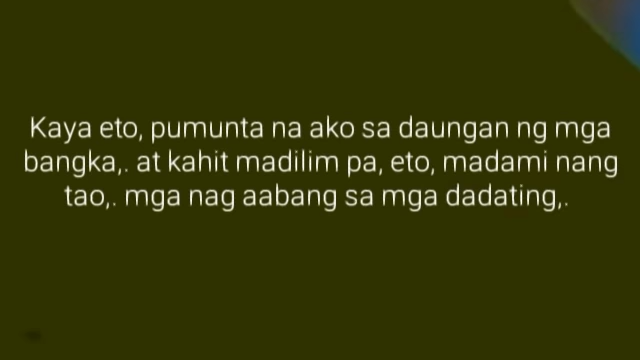 Kaya eto, pumunta na ako sa daungan ng mga
bangka,. at kahit madilim pa, eto, madami nang
tao,. mga nag aabang sa mga dadating,.